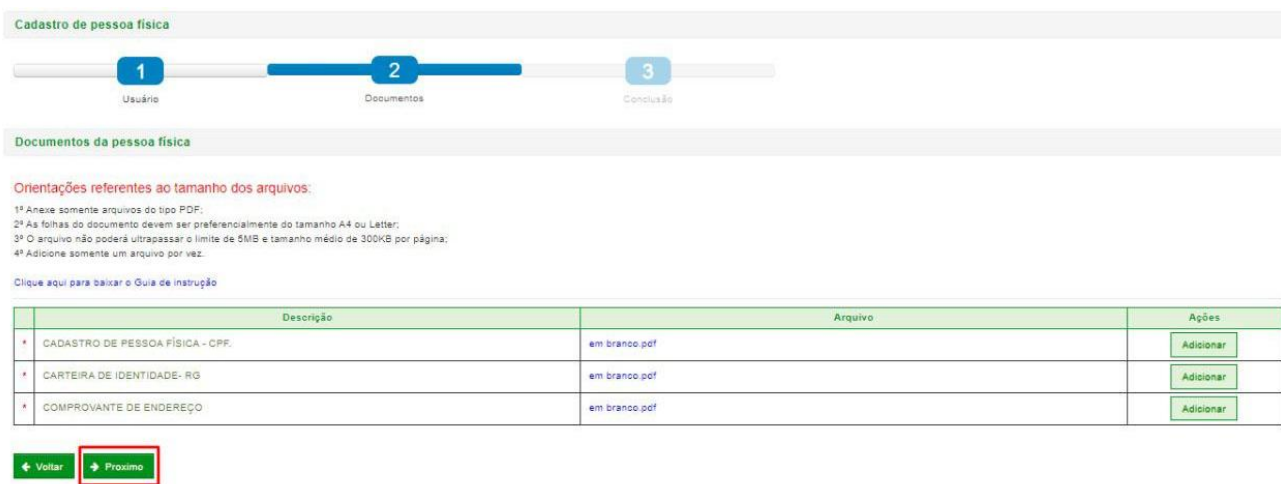 Cadastro de pessoa física
1
2
3
Usuário
Documentos
Conclusão
Documentos da pessoa física
Orientações referentes ao tamanho dos arquivos:
1ª Anexe somente arquivos do tipo PDF;
2ª As folhas do documento devem ser preferencialmente do tamanho A4 ou Letter;
3ª O arquivo não poderá ultrapassar o limite de 5MB e tamanho médio de 300KB por página;
4ª Adicione somente um arquivo por vez.
Clique aqui para baixar o Guia de instrução
Descrição Arquivo Ações
* CADASTRO DE PESSOA FÍSICA - CPF. em branco.pdf Adicionar
* CARTEIRA DE IDENTIDADE- RG em branco.pdf Adicionar
* COMPROVANTE DE ENDEREÇO em branco.pdf Adicionar
Voltar Proximo